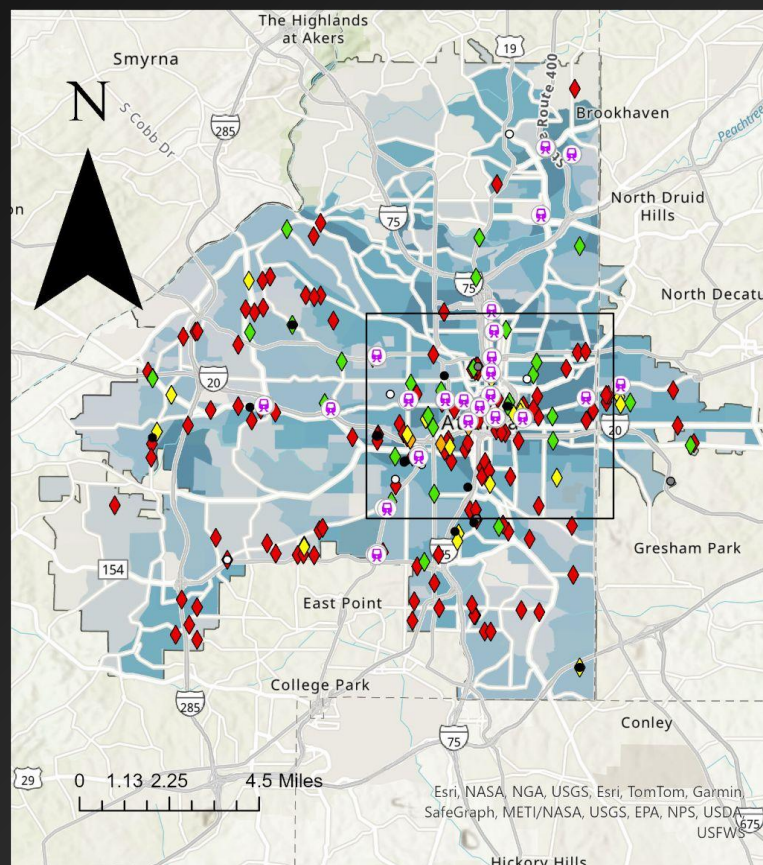 The Highlands
at Akers
Smyrna
19
N
S Cobb Dr
285
Route 400
Brookhaven
Peachtree
on
75
North Druid
Hills
75
North Decatu
20
20
154
Gresham Park
East Point
College Park
285
75
Conley
29
0 1.13 2.25 4.5 Miles
Esri, NASA, NGA, USGS, Esri, TomTom, Garmin,
SafeGraph, METI/NASA, USGS, EPA, NPS, USDA,
USFWS
675
Hickory Hills